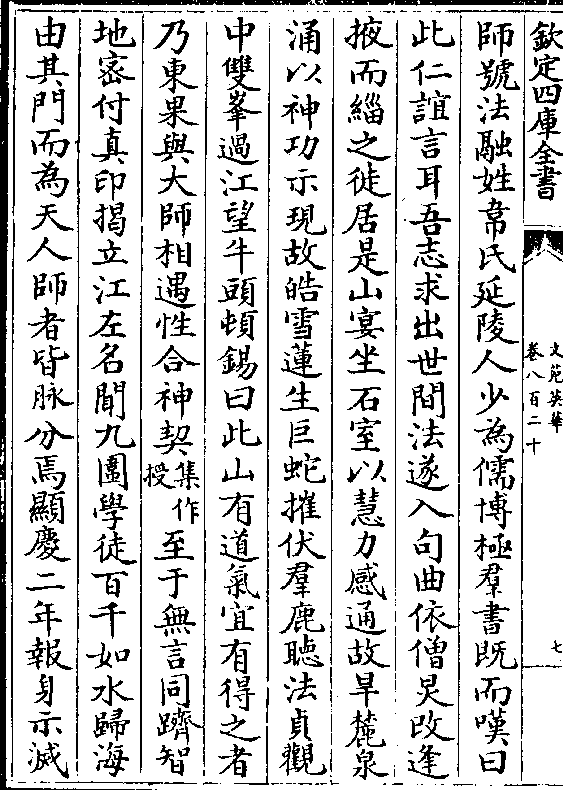 欽定四庫全書
文苑英華
卷八百二十
七
師號法融姓韋氏延陵人少為儒博極羣書既而嘆曰
此仁誼言耳吾志求出世間法遂入句曲依僧炅改逢
掖而緇之徒居是山宴坐石室以慧力感通故旱麓泉
涌以神功示現故皓雪蓮生巨蛇摧伏羣鹿聽法貞觀
中雙峯過江望牛頭頓錫曰此山有道氣宜有得之者
乃東果與大師相遇性合神契集作授至于無言同躋智
地密付真印揭立江左名聞九圍學徒百千如水歸海
由其門而為天人師者皆脉分焉顯慶二年報身示滅